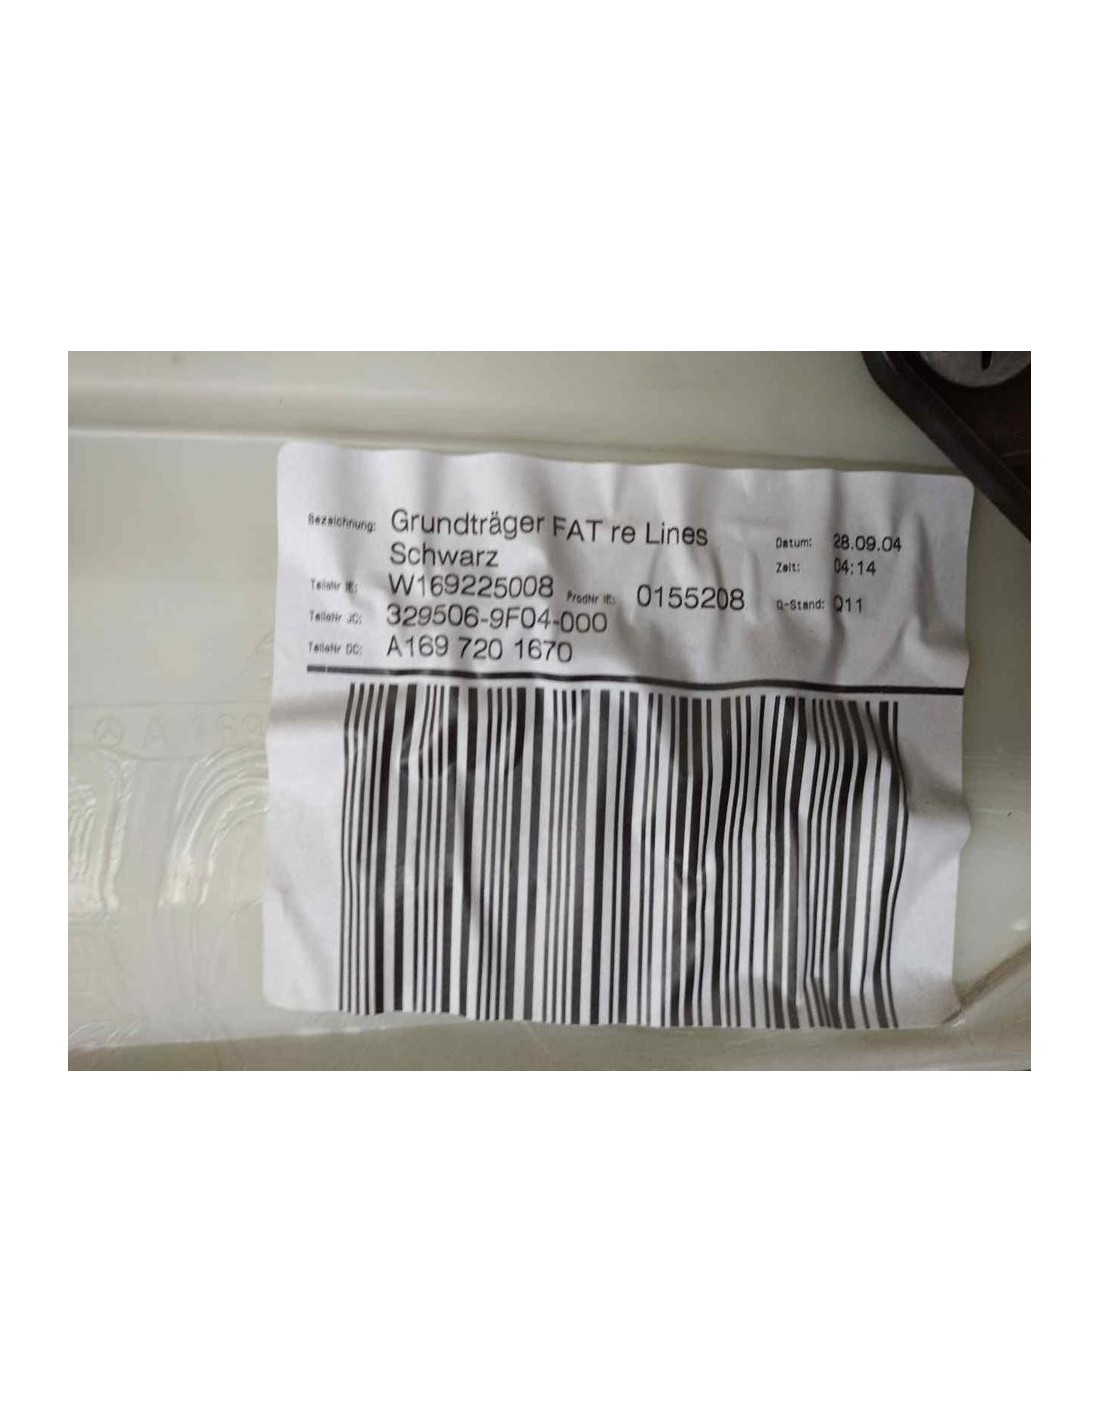 Bezeichnung: Grundträger FAT re Lines
Schwarz
Datum: 28.09.04
Zeit: 04:14
TeileNr IE: W169225008 ProdNr IE: 0155208 Q-Stand: Q11
TeileNr JC: 329506-9F04-000
TeileNr DC: A169 720 1670
A 169